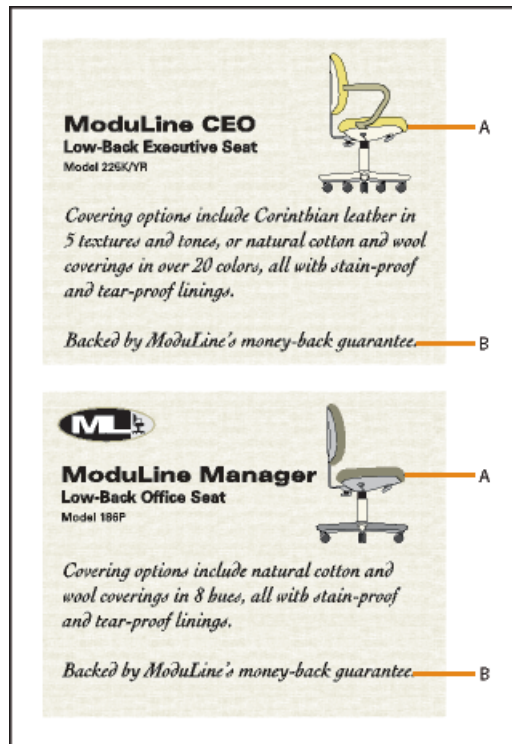 ModuLine CEO
Low-Back Executive Seat
Model 225K/YR
A
Covering options include Corinthian leather in
5 textures and tones, or natural cotton and wool
coverings in over 20 colors, all with stain-proof
and tear-proof linings.
Backed by ModuLine's money-back guarantee.
B
ML
ModuLine Manager
Low-Back Office Seat
Model 186P
A
Covering options include natural cotton and
wool coverings in 8 hues, all with stain-proof
and tear-proof linings.
Backed by ModuLine's money-back guarantee.
B